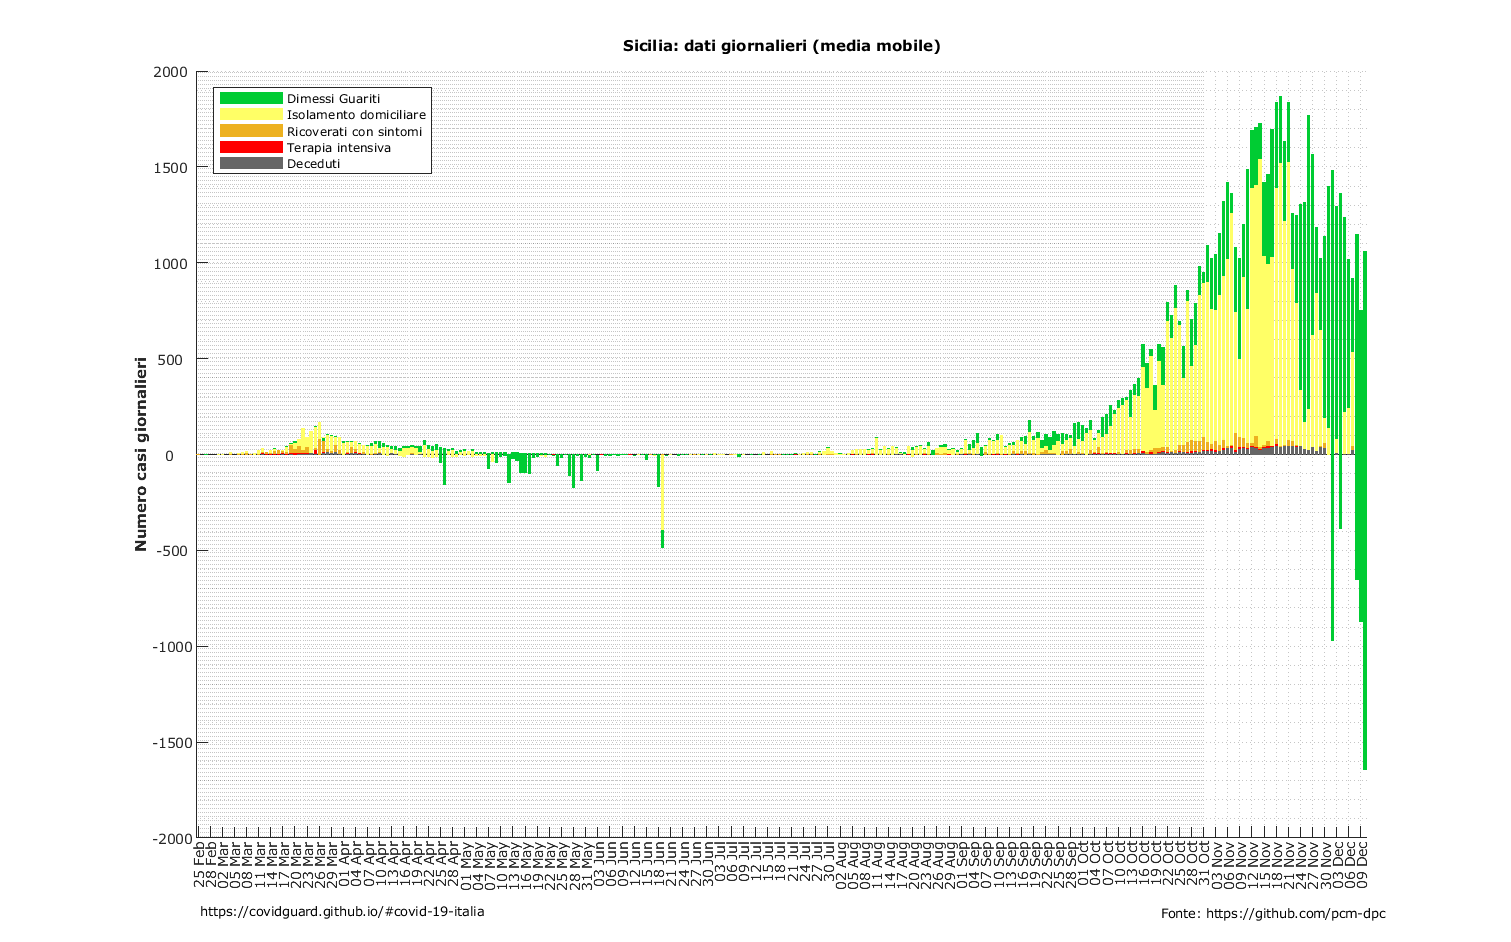 Sicilia: dati giornalieri (media mobile)
Dimessi Guariti
Isolamento domiciliare
Ricoverati con sintomi
Terapia intensiva
Deceduti
Numero casi giornalieri
2000
1500
1000
500
0
-500
-1000
-1500
-2000
25 Feb
28 Feb
02 Mar
05 Mar
08 Mar
11 Mar
14 Mar
17 Mar
20 Mar
23 Mar
26 Mar
29 Mar
01 Apr
04 Apr
07 Apr
10 Apr
13 Apr
16 Apr
19 Apr
22 Apr
25 Apr
28 Apr
01 May
04 May
07 May
10 May
13 May
16 May
19 May
22 May
25 May
28 May
31 May
03 Jun
06 Jun
09 Jun
12 Jun
15 Jun
18 Jun
21 Jun
24 Jun
27 Jun
30 Jun
03 Jul
06 Jul
09 Jul
12 Jul
15 Jul
18 Jul
21 Jul
24 Jul
27 Jul
30 Jul
02 Aug
05 Aug
08 Aug
11 Aug
14 Aug
17 Aug
20 Aug
23 Aug
26 Aug
29 Aug
01 Sep
04 Sep
07 Sep
10 Sep
13 Sep
16 Sep
19 Sep
22 Sep
25 Sep
28 Sep
01 Oct
04 Oct
07 Oct
10 Oct
13 Oct
16 Oct
19 Oct
22 Oct
25 Oct
28 Oct
31 Oct
03 Nov
06 Nov
09 Nov
12 Nov
15 Nov
18 Nov
21 Nov
24 Nov
27 Nov
30 Nov
03 Dec
06 Dec
09 Dec
https://covidguard.github.io/#covid-19-italia
Fonte: https://github.com/pcm-dpc